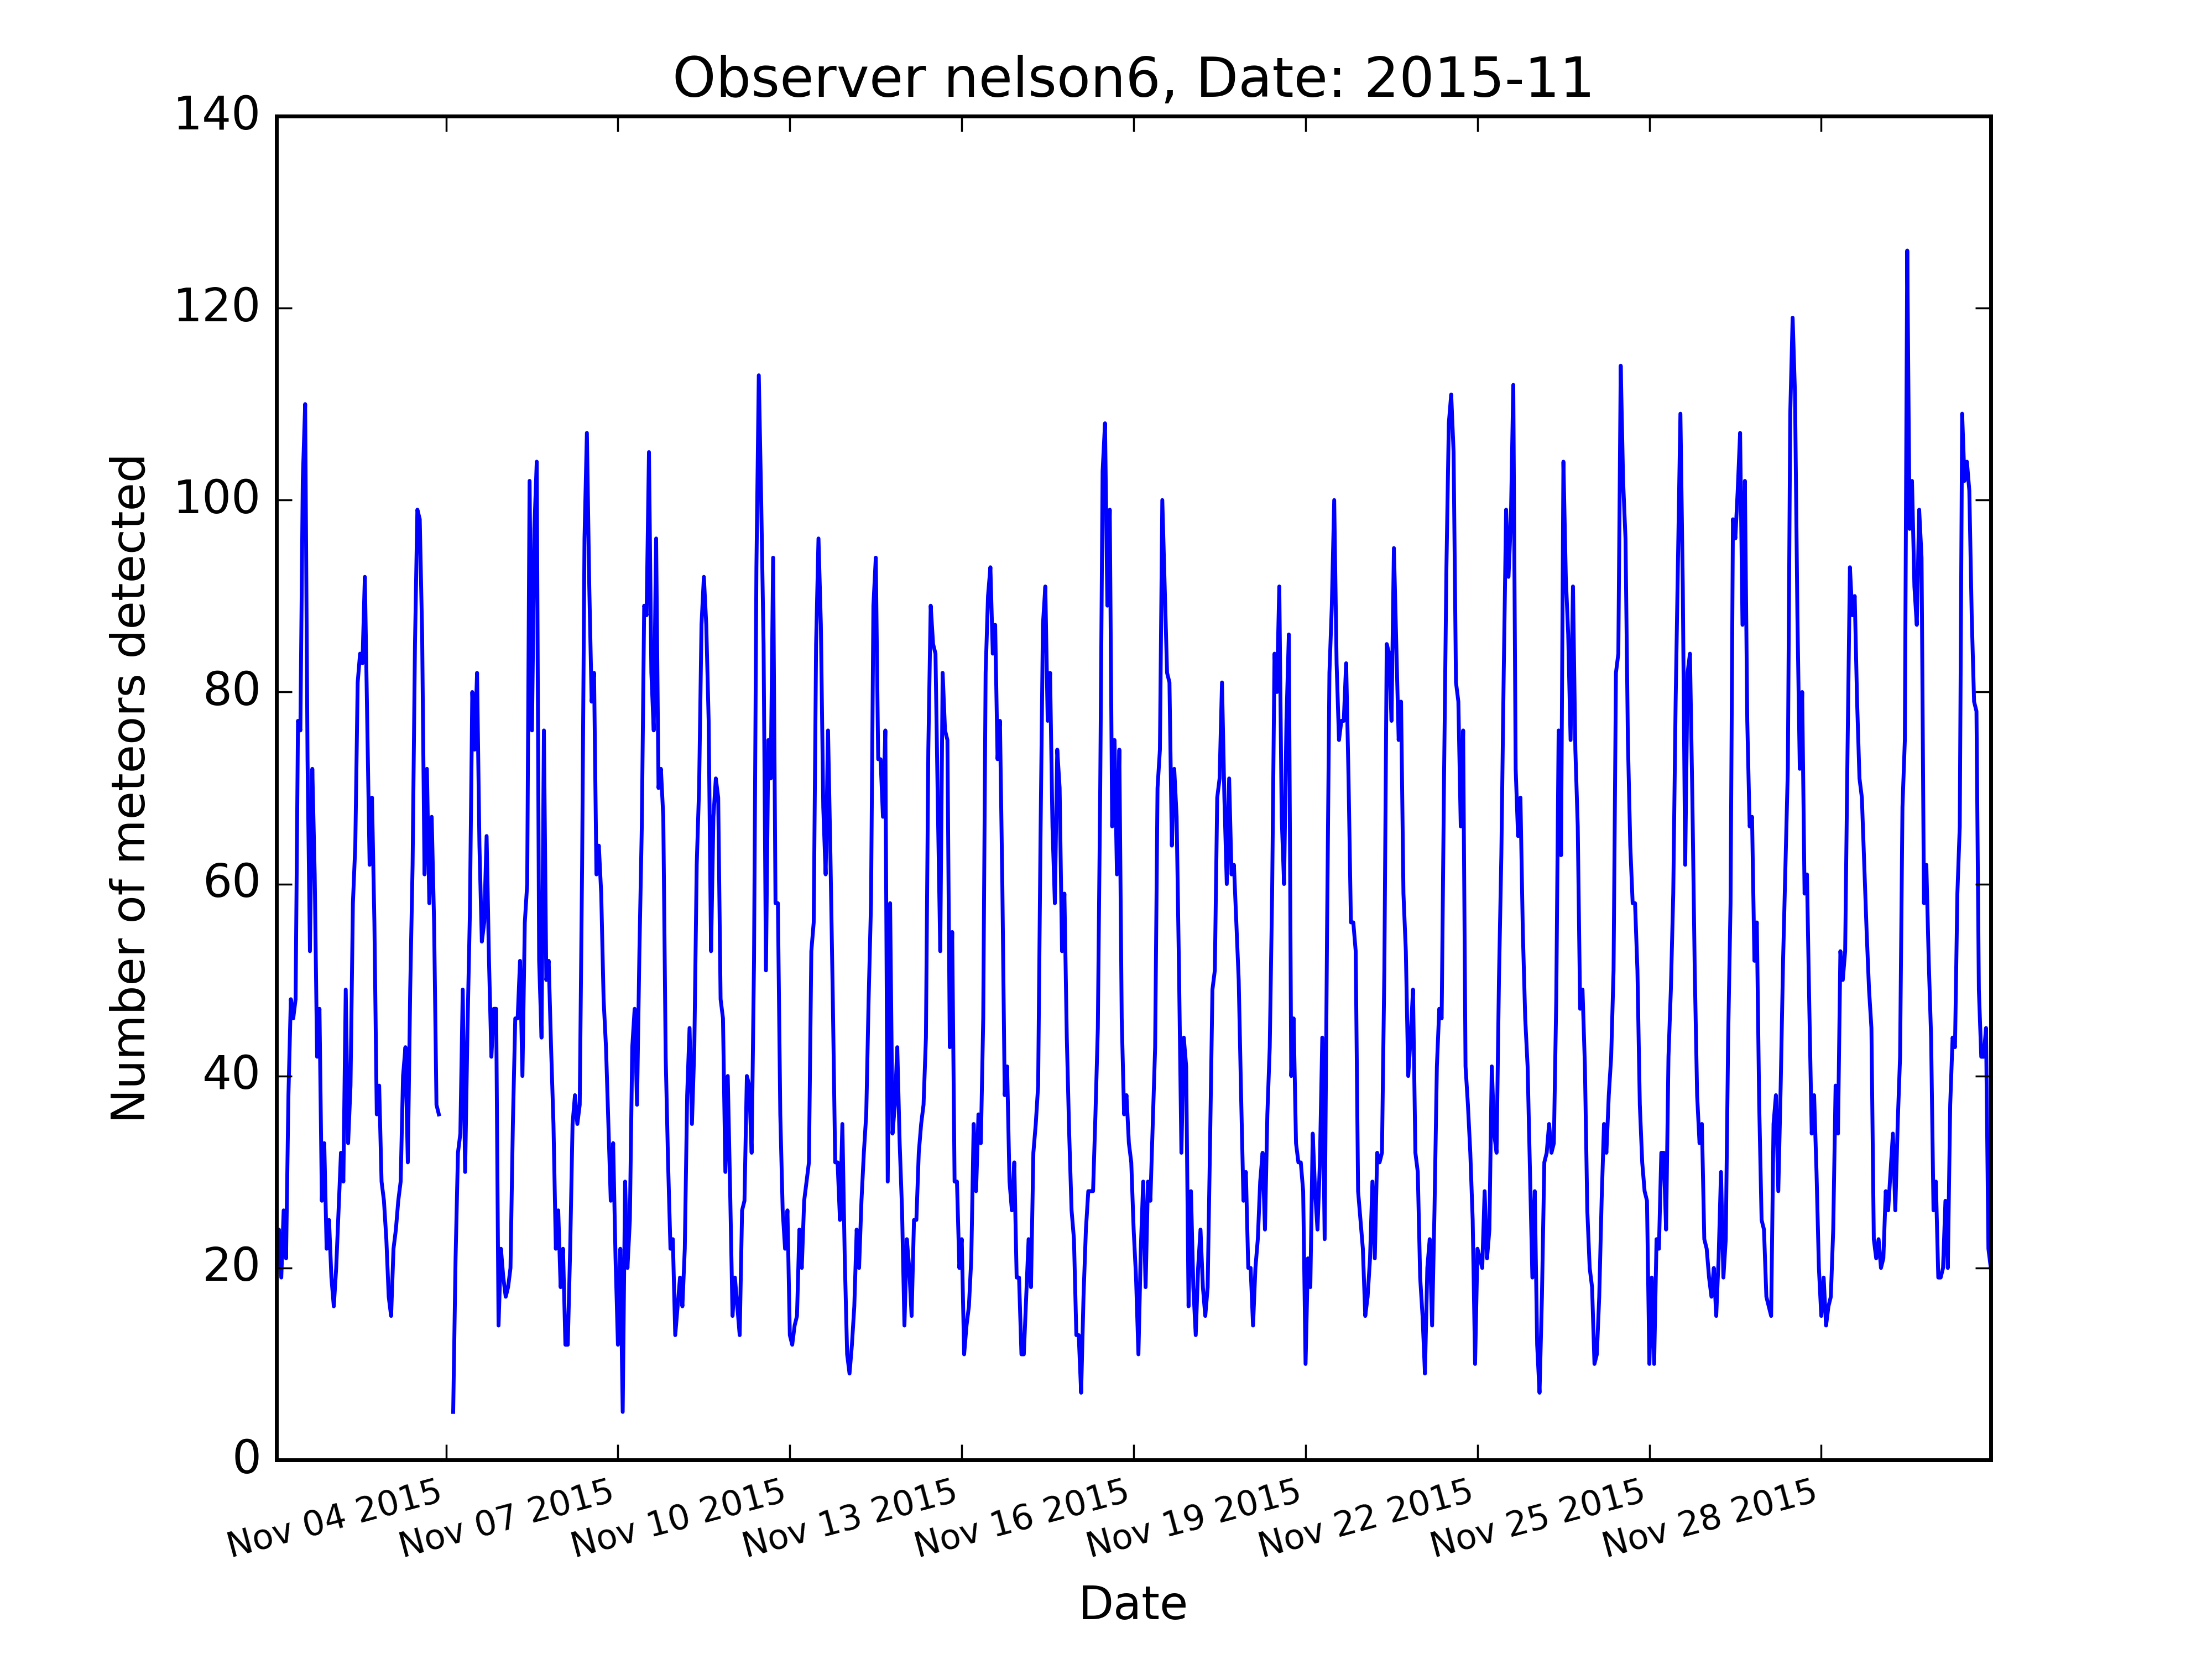 Observer nelson6, Date: 2015-11
140
120
100
80
60
40
20
0
Number of meteors detected
Nov 04 2015
Nov 07 2015
Nov 10 2015
Nov 13 2015
Nov 16 2015
Nov 19 2015
Nov 22 2015
Nov 25 2015
Nov 28 2015
Date